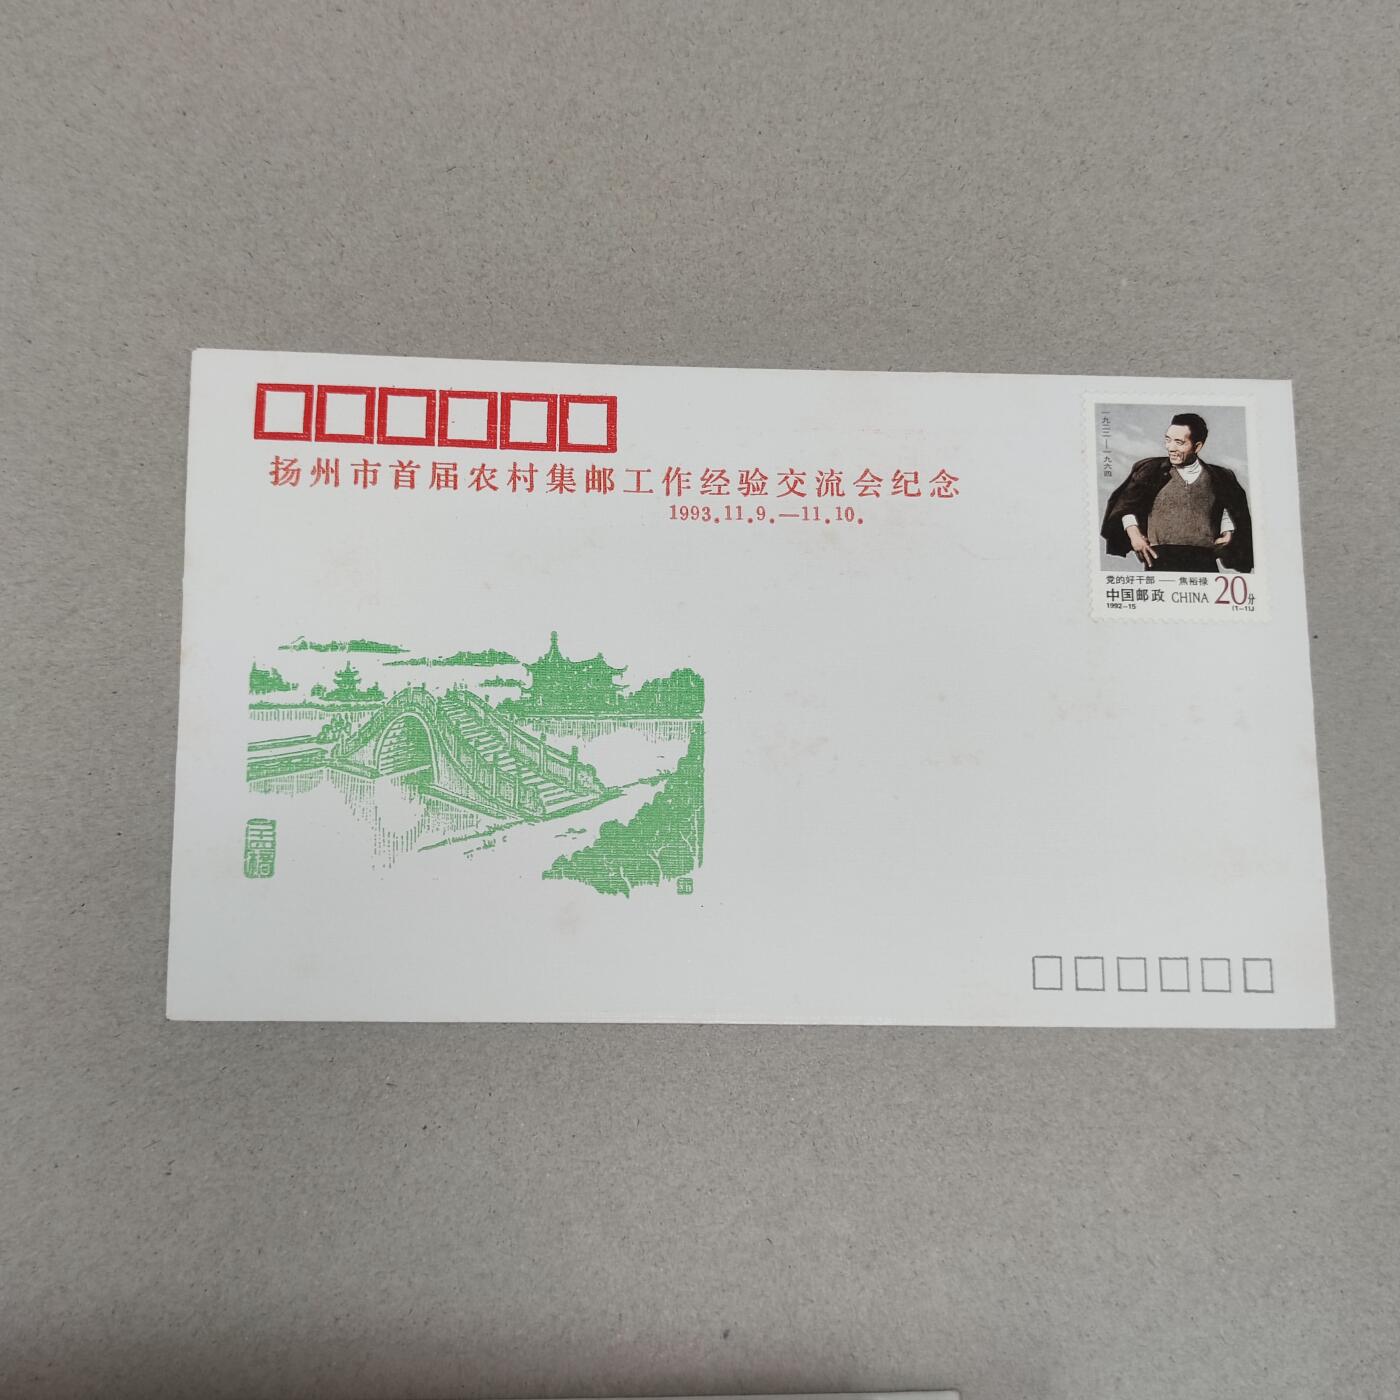 扬州市首届农村集邮工作经验交流会纪念
1993.11.9.—11.10.
一九二二—一九六四
党的好干部——焦裕禄
中国邮政 CHINA 20分
1992-15 (1-1)J